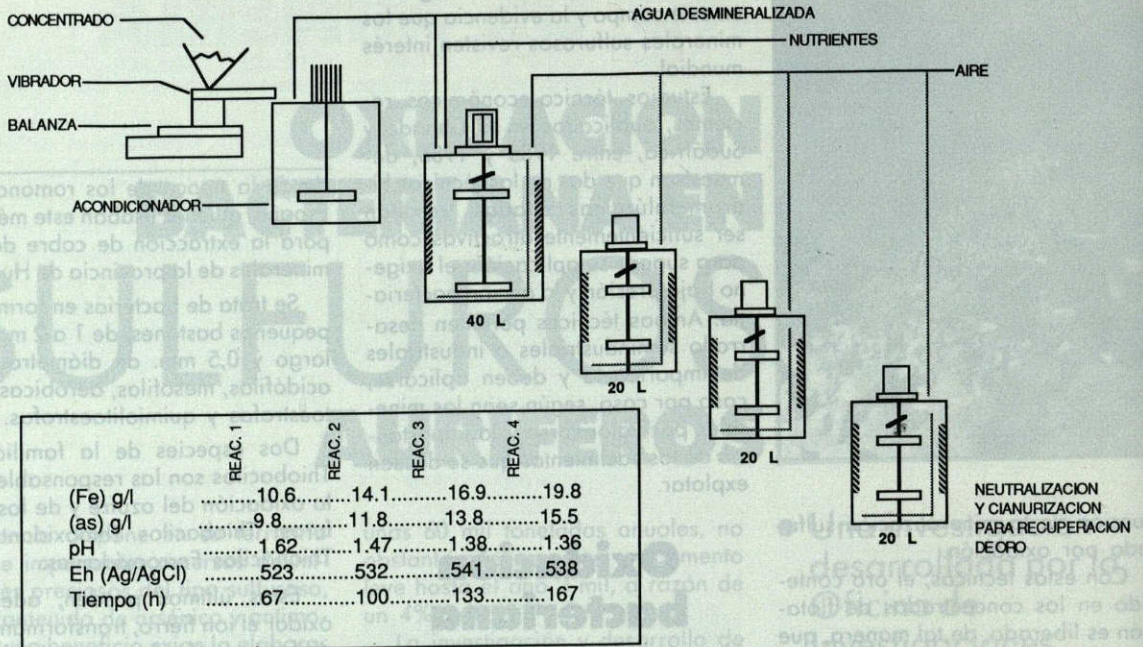 CONCENTRADO
VIBRADOR
BALANZA
ACONDICIONADOR
AGUA DESMINERALIZADA
NUTRIENTES
AIRE
40 L
20 L
20 L
20 L
NEUTRALIZACION
Y CIANURIZACION
PARA RECUPERACION
DE ORO
REAC. 1 REAC. 2 REAC. 3 REAC. 4
(Fe) g/l ..........10.6.......14.1..........16.9.........19.8
(as) g/l ............9.8........11.8..........13.8.........15.5
pH ..........1.62.......1.47..........1.38.........1.36
Eh (Ag/AgCl) ...........523........532...........541..........538
Tiempo (h) .............67........100...........133..........167